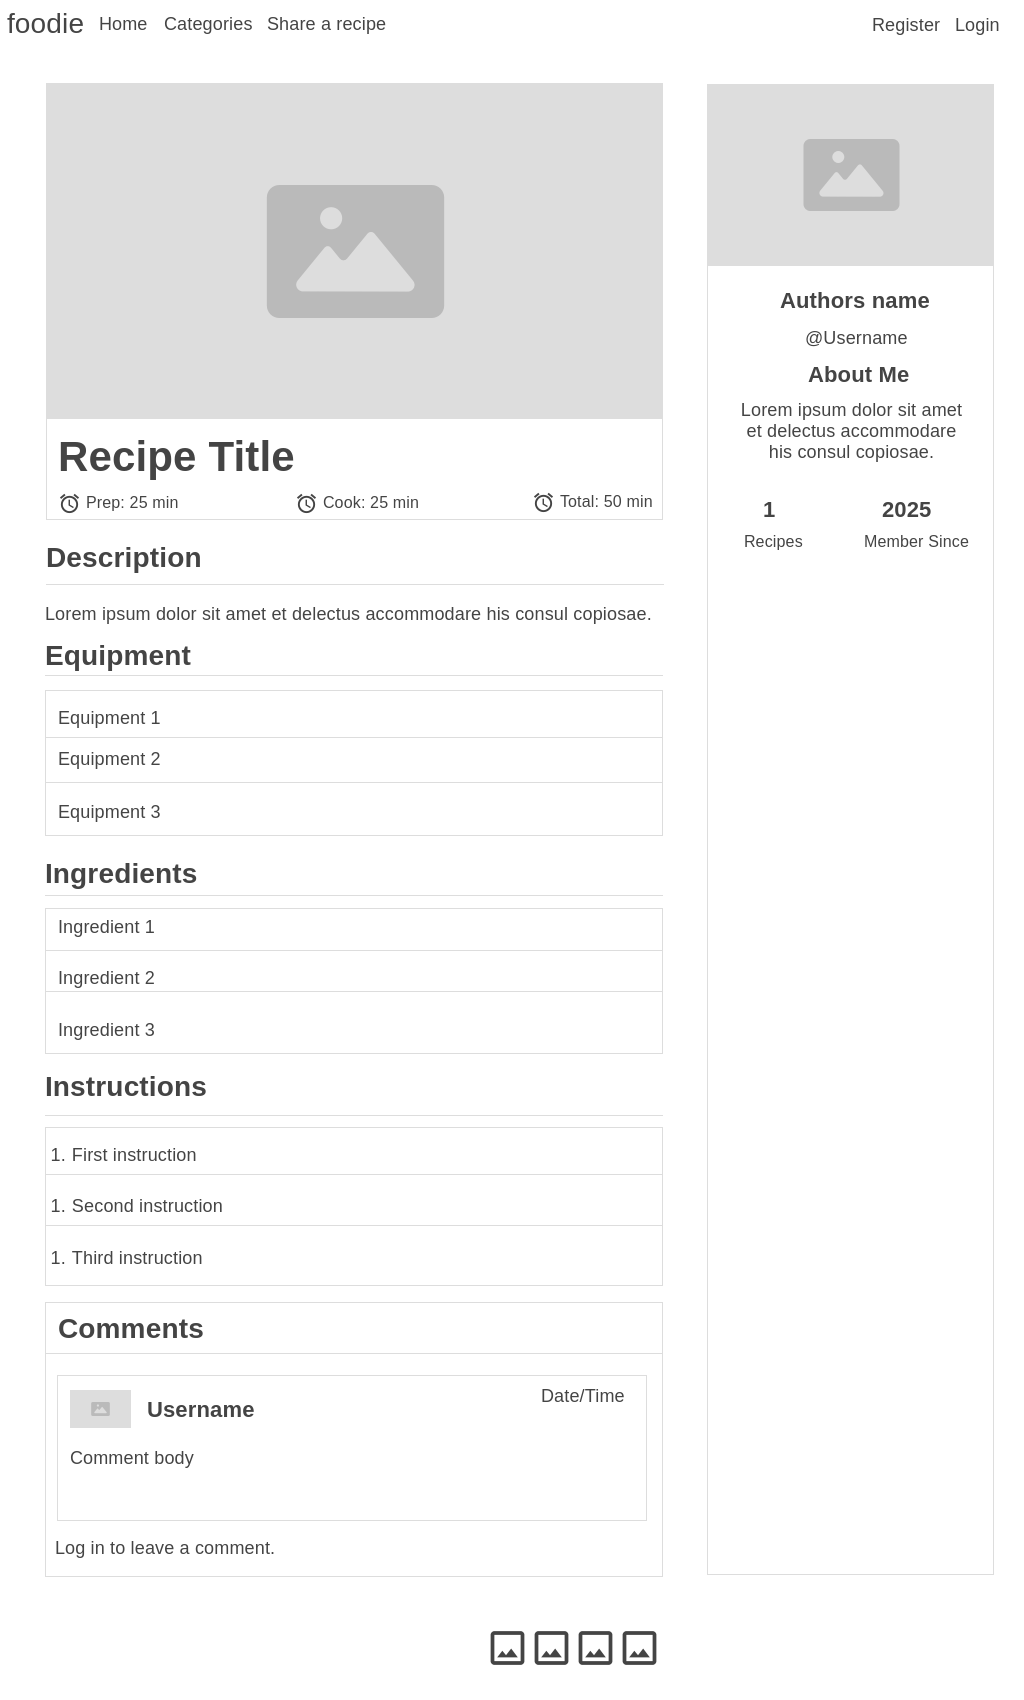 foodie Home Categories Share a recipe Register Login
Recipe Title
Prep: 25 min Cook: 25 min Total: 50 min
Description
Lorem ipsum dolor sit amet et delectus accommodare his consul copiosae.
Equipment
Equipment 1
Equipment 2
Equipment 3
Ingredients
Ingredient 1
Ingredient 2
Ingredient 3
Instructions
1. First instruction
1. Second instruction
1. Third instruction
Comments
Username Date/Time
Comment body
Log in to leave a comment.
Authors name
@Username
About Me
Lorem ipsum dolor sit amet
et delectus accommodare
his consul copiosae.
1 2025
Recipes Member Since